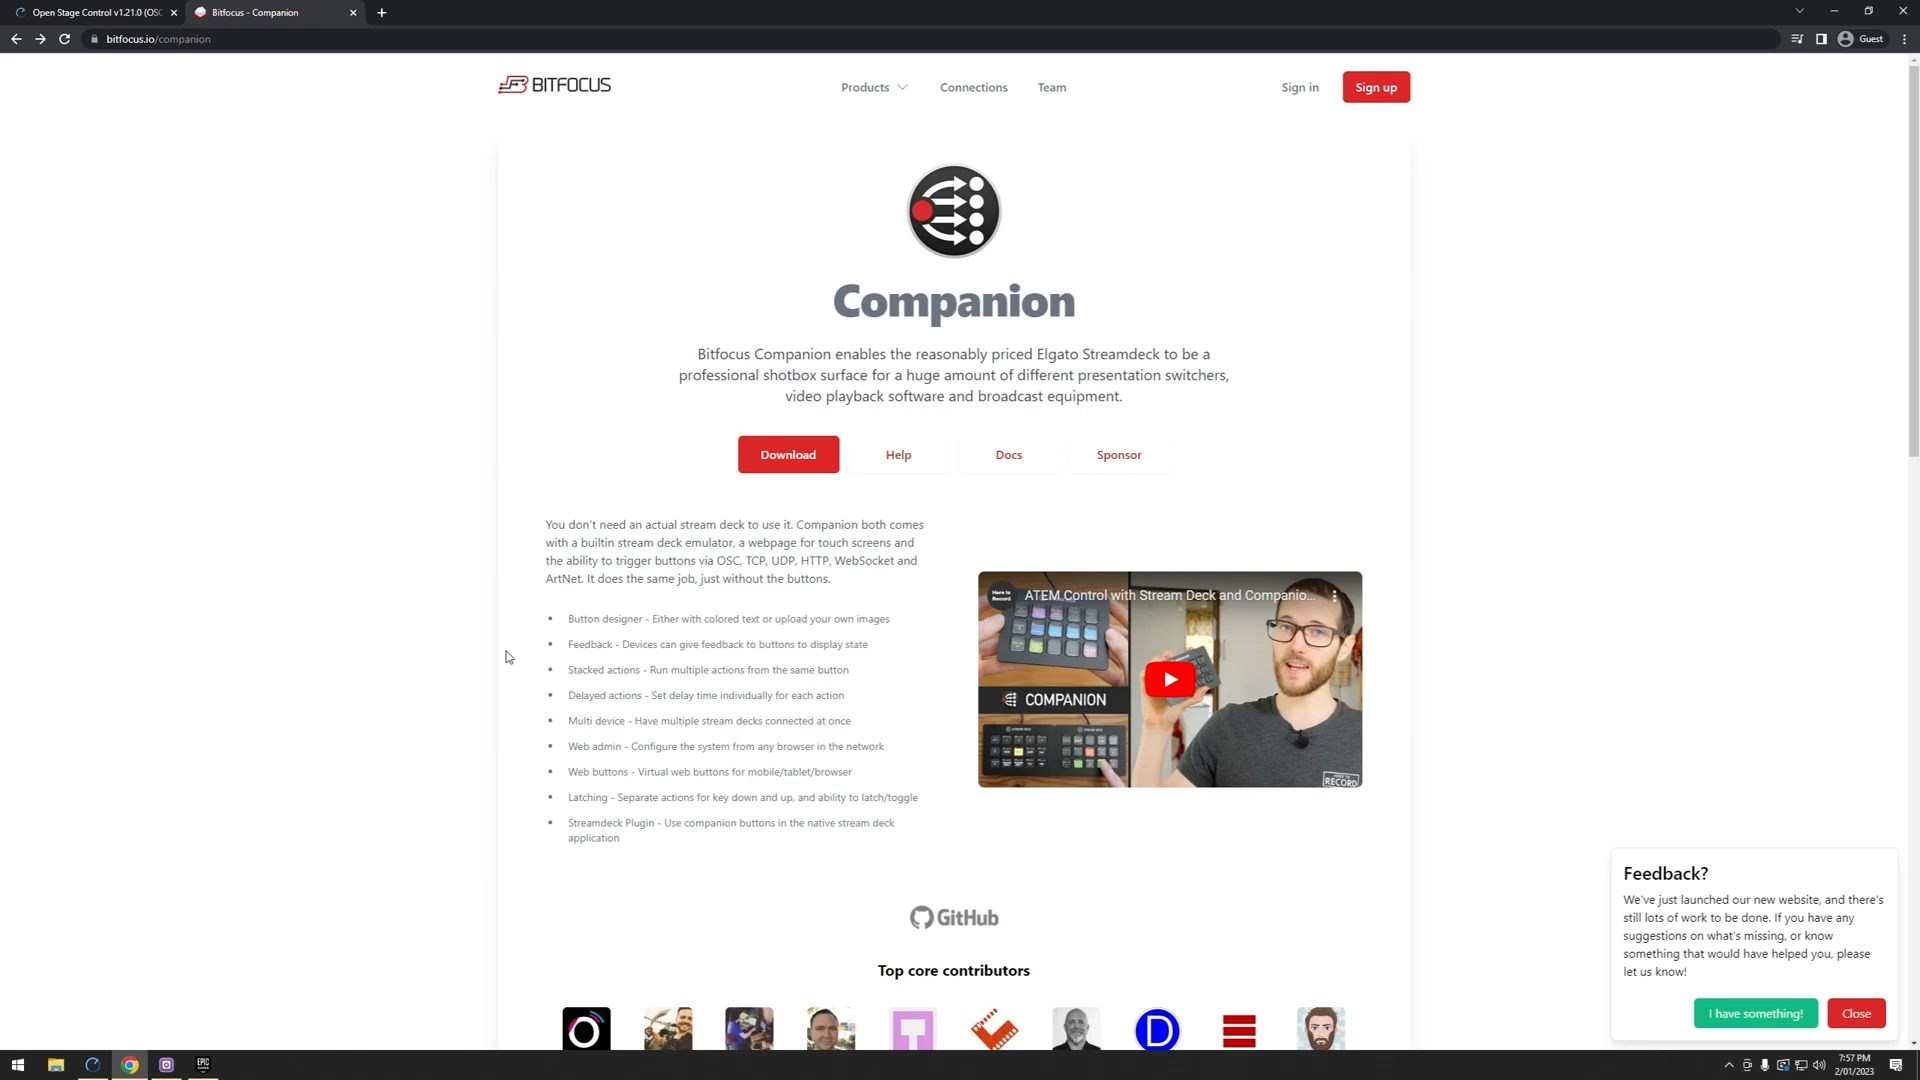 Open Stage Control v1.21.0 (OSC
Bitfocus - Companion
bitfocus.io/companion
Guest
BITFOCUS
Products
Connections
Team
Sign in
Sign up
Companion
Bitfocus Companion enables the reasonably priced Elgato Streamdeck to be a
professional shotbox surface for a huge amount of different presentation switchers,
video playback software and broadcast equipment.
Download
Help
Docs
Sponsor
You don't need an actual stream deck to use it. Companion both comes
with a builtin stream deck emulator, a webpage for touch screens and
the ability to trigger buttons via OSC, TCP, UDP, HTTP, WebSocket and
ArtNet. It does the same job, just without the buttons.
• Button designer - Either with colored text or upload your own images
• Feedback - Devices can give feedback to buttons to display state
• Stacked actions - Run multiple actions from the same button
• Delayed actions - Set delay time individually for each action
• Multi device - Have multiple stream decks connected at once
• Web admin - Configure the system from any browser in the network
• Web buttons - Virtual web buttons for mobile/tablet/browser
• Latching - Separate actions for key down and up, and ability to latch/toggle
• Streamdeck Plugin - Use companion buttons in the native stream deck
application
Here to
Record
ATEM Control with Stream Deck and Companio...
COMPANION
RECORD
GitHub
Top core contributors
T
D
Feedback?
We've just launched our new website, and there's
still lots of work to be done. If you have any
suggestions on what's missing, or know
something that would have helped you, please
let us know!
I have something!
Close
EPIC
7:57 PM
2/01/2023